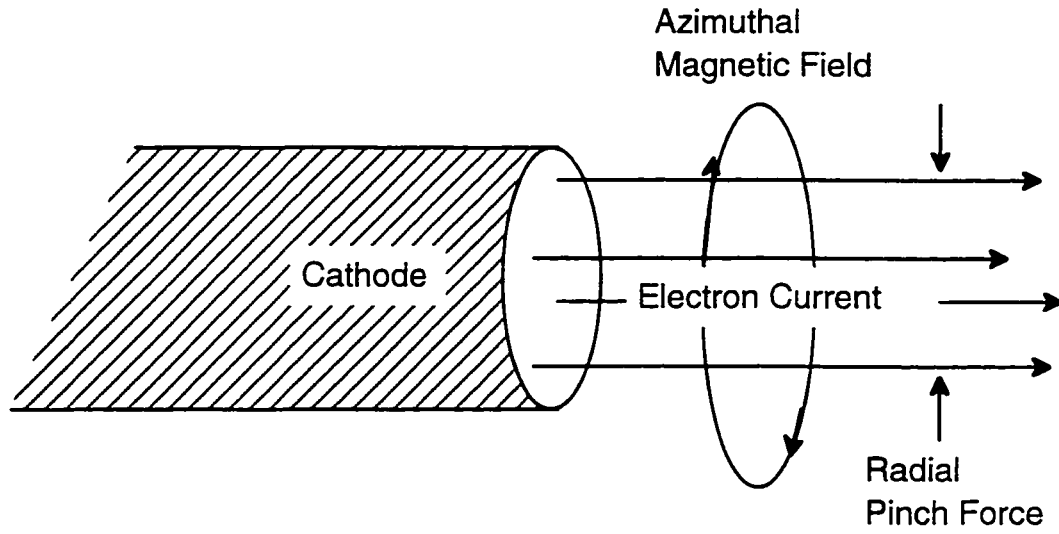 Azimuthal
Magnetic Field
Cathode
Electron Current
Radial
Pinch Force